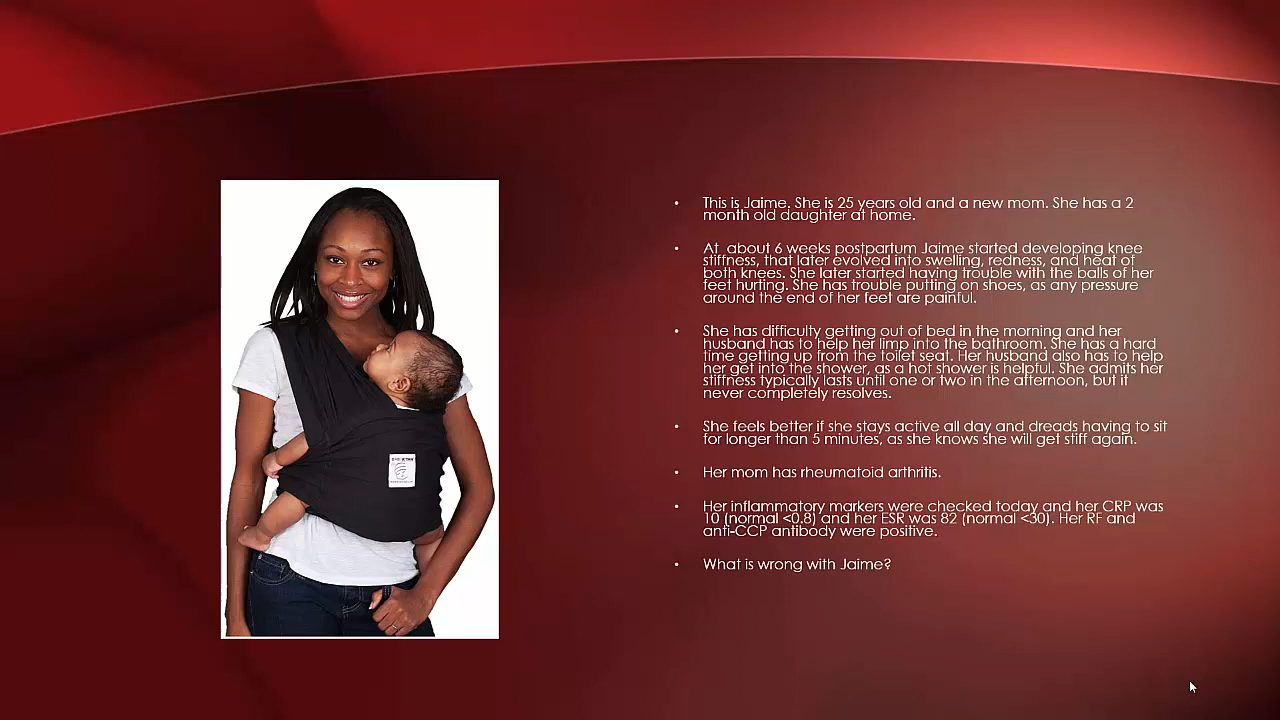 • This is Jaime. She is 25 years old and a new mom. She has a 2
month old daughter at home.
• At  about 6 weeks postpartum Jaime started developing knee
stiffness, that later evolved into swelling, redness, and heat of
both knees. She later started having trouble with the balls of her
feet hurting. She has trouble putting on shoes, as any pressure
around the end of her feet are painful.
• She has difficulty getting out of bed in the morning and her
husband has to help her limp into the bathroom. She has a hard
time getting up from the toilet seat. Her husband also has to help
her get into the shower, as a hot shower is helpful. She admits her
stiffness typically lasts until one or two in the afternoon, but it
never completely resolves.
• She feels better if she stays active all day and dreads having to sit
for longer than 5 minutes, as she knows she will get stiff again.
• Her mom has rheumatoid arthritis.
• Her inflammatory markers were checked today and her CRP was
10 (normal <0.8) and her ESR was 82 (normal <30). Her RF and
anti-CCP antibody were positive.
• What is wrong with Jaime?